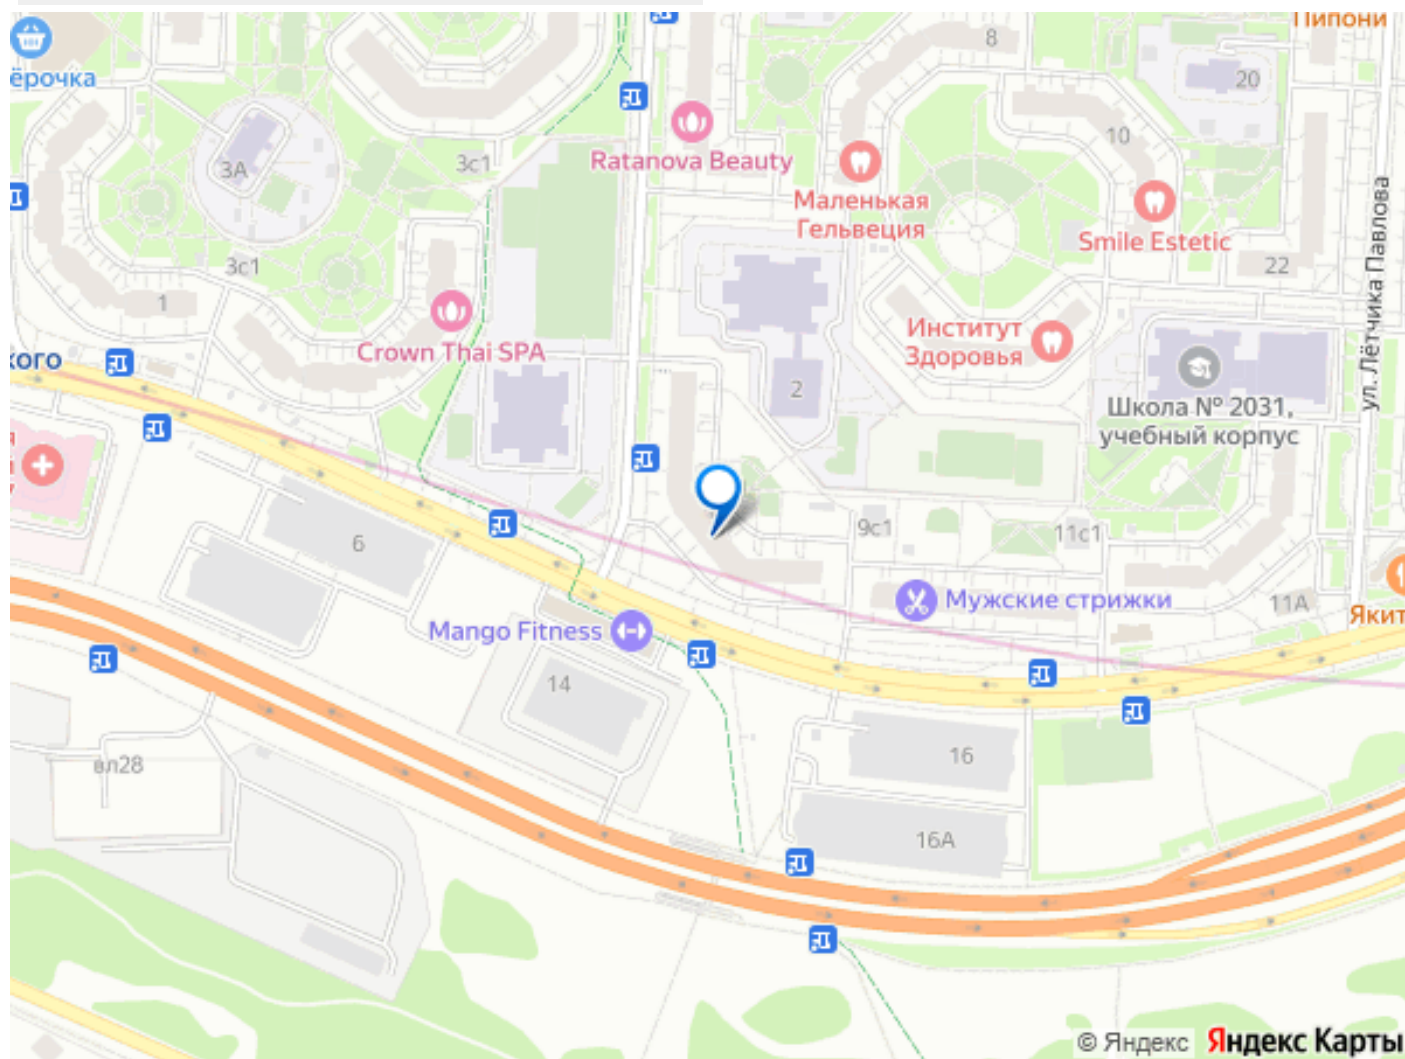 Пипони
8
ёрочка
20
10
Ratanova Beauty
3с1
3А
Маленькая
Гельвеция
Smile Estetic
ул. Лётчика Павлова
22
3с1
1
Институт
Здоровья
Crown Thai SPA
кого
2
Школа № 2031,
учебный корпус
9с1
11с1
6
Мужские стрижки
11А
Якит
Mango Fitness
14
16
вл28
16А
© Яндекс Яндекс Карты